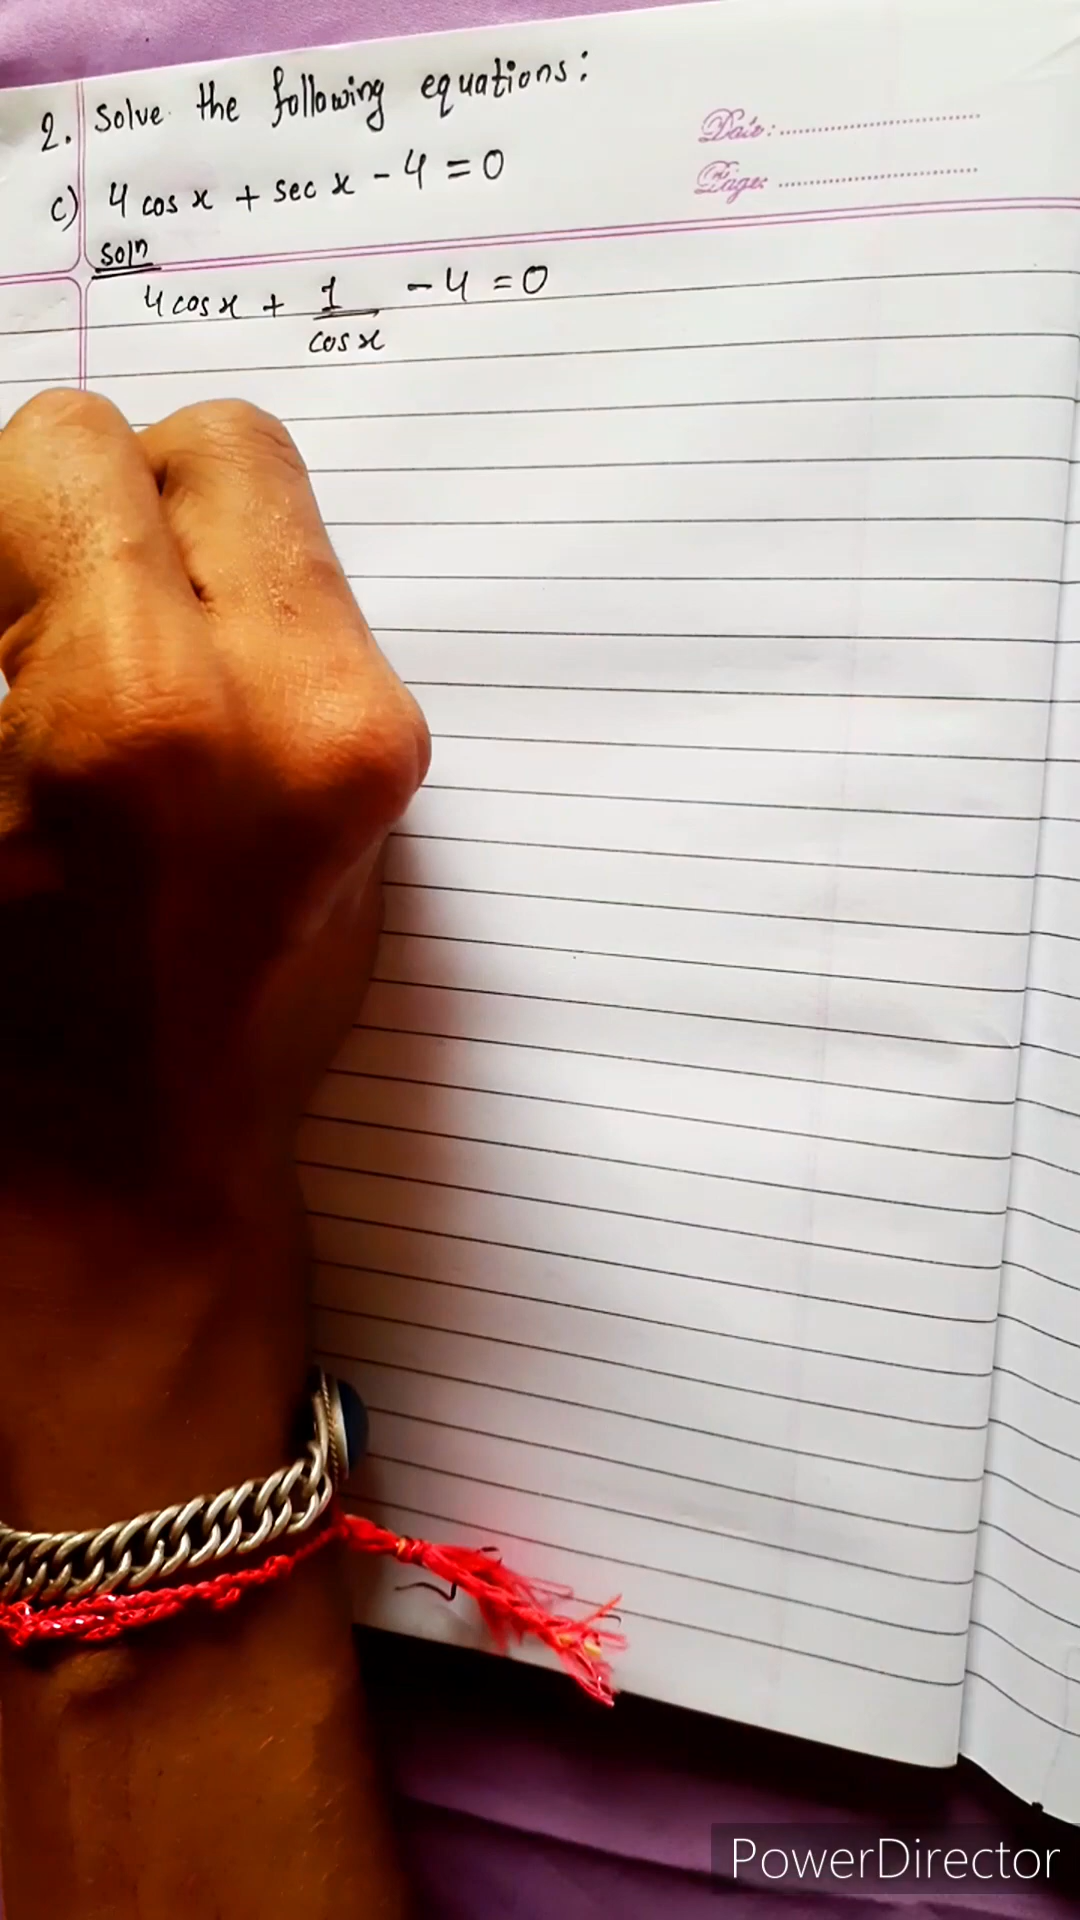 2. Solve the following equations:
Date:
c) 4 cos x + sec x - 4 = 0
Page:
Soln
4 cos x + 1/cos x - 4 = 0
PowerDirector